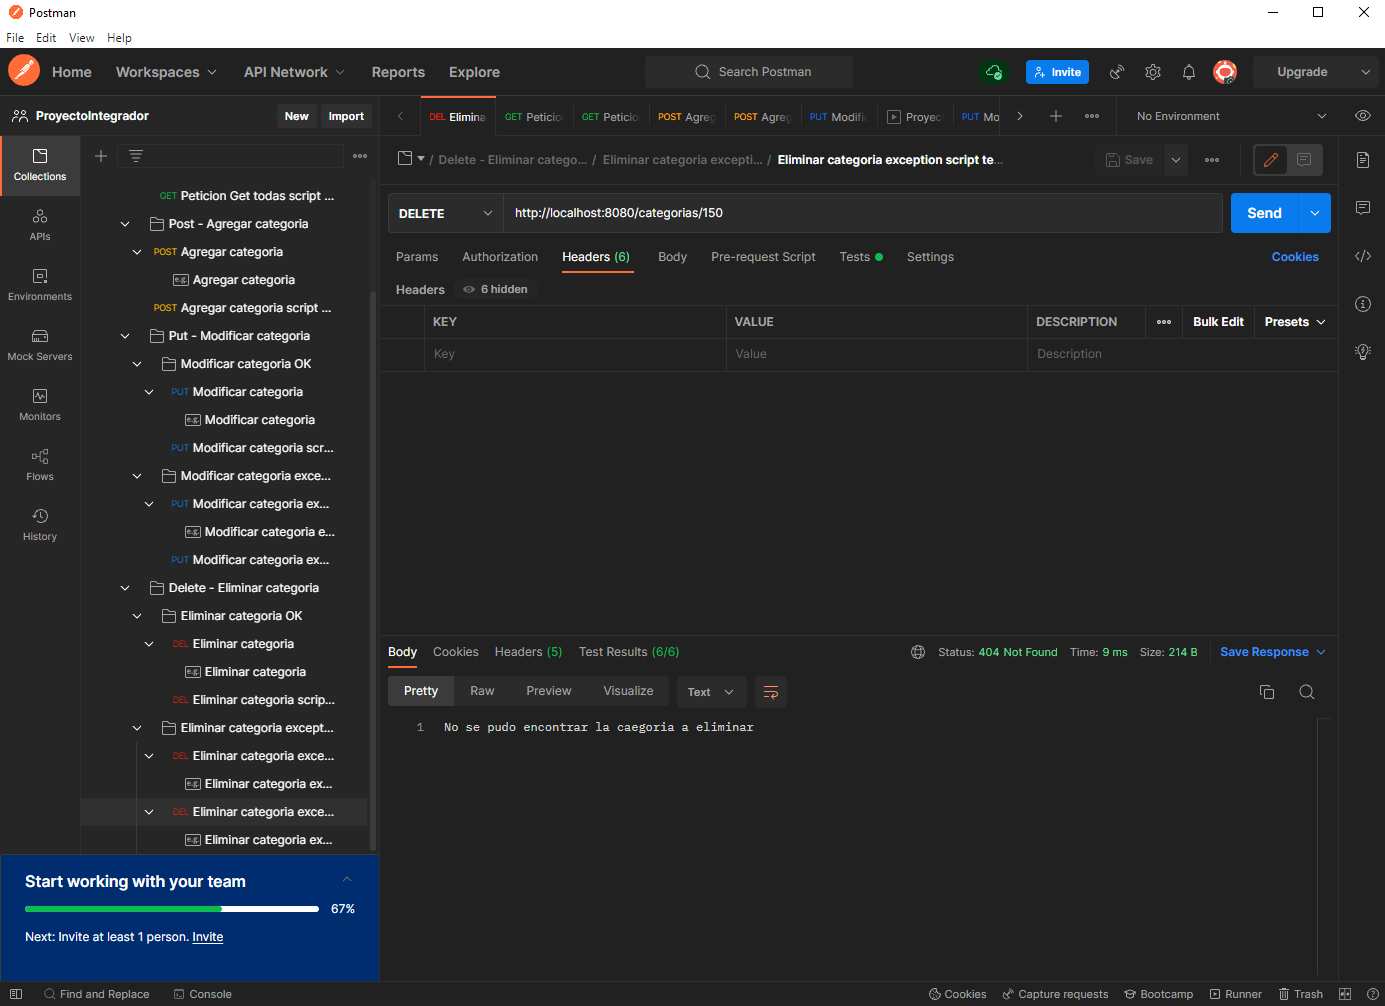 Postman
File Edit View Help
Home Workspaces API Network Reports Explore Search Postman Invite Upgrade
ProyectoIntegrador New Import
DEL Elimina GET Peticio GET Peticio POST Agreg POST Agreg PUT Modifi Proyec PUT Mo No Environment
Collections
APIs
Environments
Mock Servers
Monitors
Flows
History
GET Peticion Get todas script ...
Post - Agregar categoria
POST Agregar categoria
e.g. Agregar categoria
POST Agregar categoria script ...
Put - Modificar categoria
Modificar categoria OK
PUT Modificar categoria
e.g. Modificar categoria
PUT Modificar categoria scr...
Modificar categoria exce...
PUT Modificar categoria ex...
e.g. Modificar categoria e...
PUT Modificar categoria ex...
Delete - Eliminar categoria
Eliminar categoria OK
DEL Eliminar categoria
e.g. Eliminar categoria
DEL Eliminar categoria scrip...
Eliminar categoria except...
DEL Eliminar categoria exce...
e.g. Eliminar categoria ex...
DEL Eliminar categoria exce...
e.g. Eliminar categoria ex...
Start working with your team
67%
Next: Invite at least 1 person. Invite
/ Delete - Eliminar catego... / Eliminar categoria excepti... / Eliminar categoria exception script te... Save
DELETE http://localhost:8080/categorias/150 Send
Params Authorization Headers (6) Body Pre-request Script Tests Settings Cookies
Headers 6 hidden
KEY VALUE DESCRIPTION Bulk Edit Presets
Key Value Description
Body Cookies Headers (5) Test Results (6/6) Status: 404 Not Found Time: 9 ms Size: 214 B Save Response
Pretty Raw Preview Visualize Text
1 No se pudo encontrar la caegoria a eliminar
Find and Replace Console Cookies Capture requests Bootcamp Runner Trash